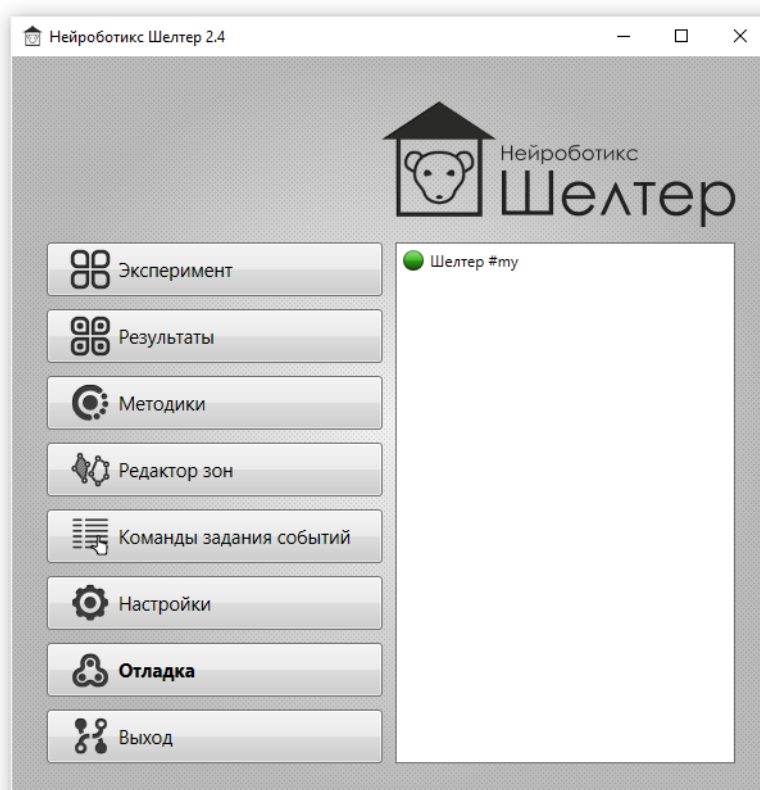 Нейроботикс Шелтер 2.4
Нейроботикс
Шелтер
Эксперимент
Результаты
Методики
Редактор зон
Команды задания событий
Настройки
Отладка
Выход
Шелтер #my